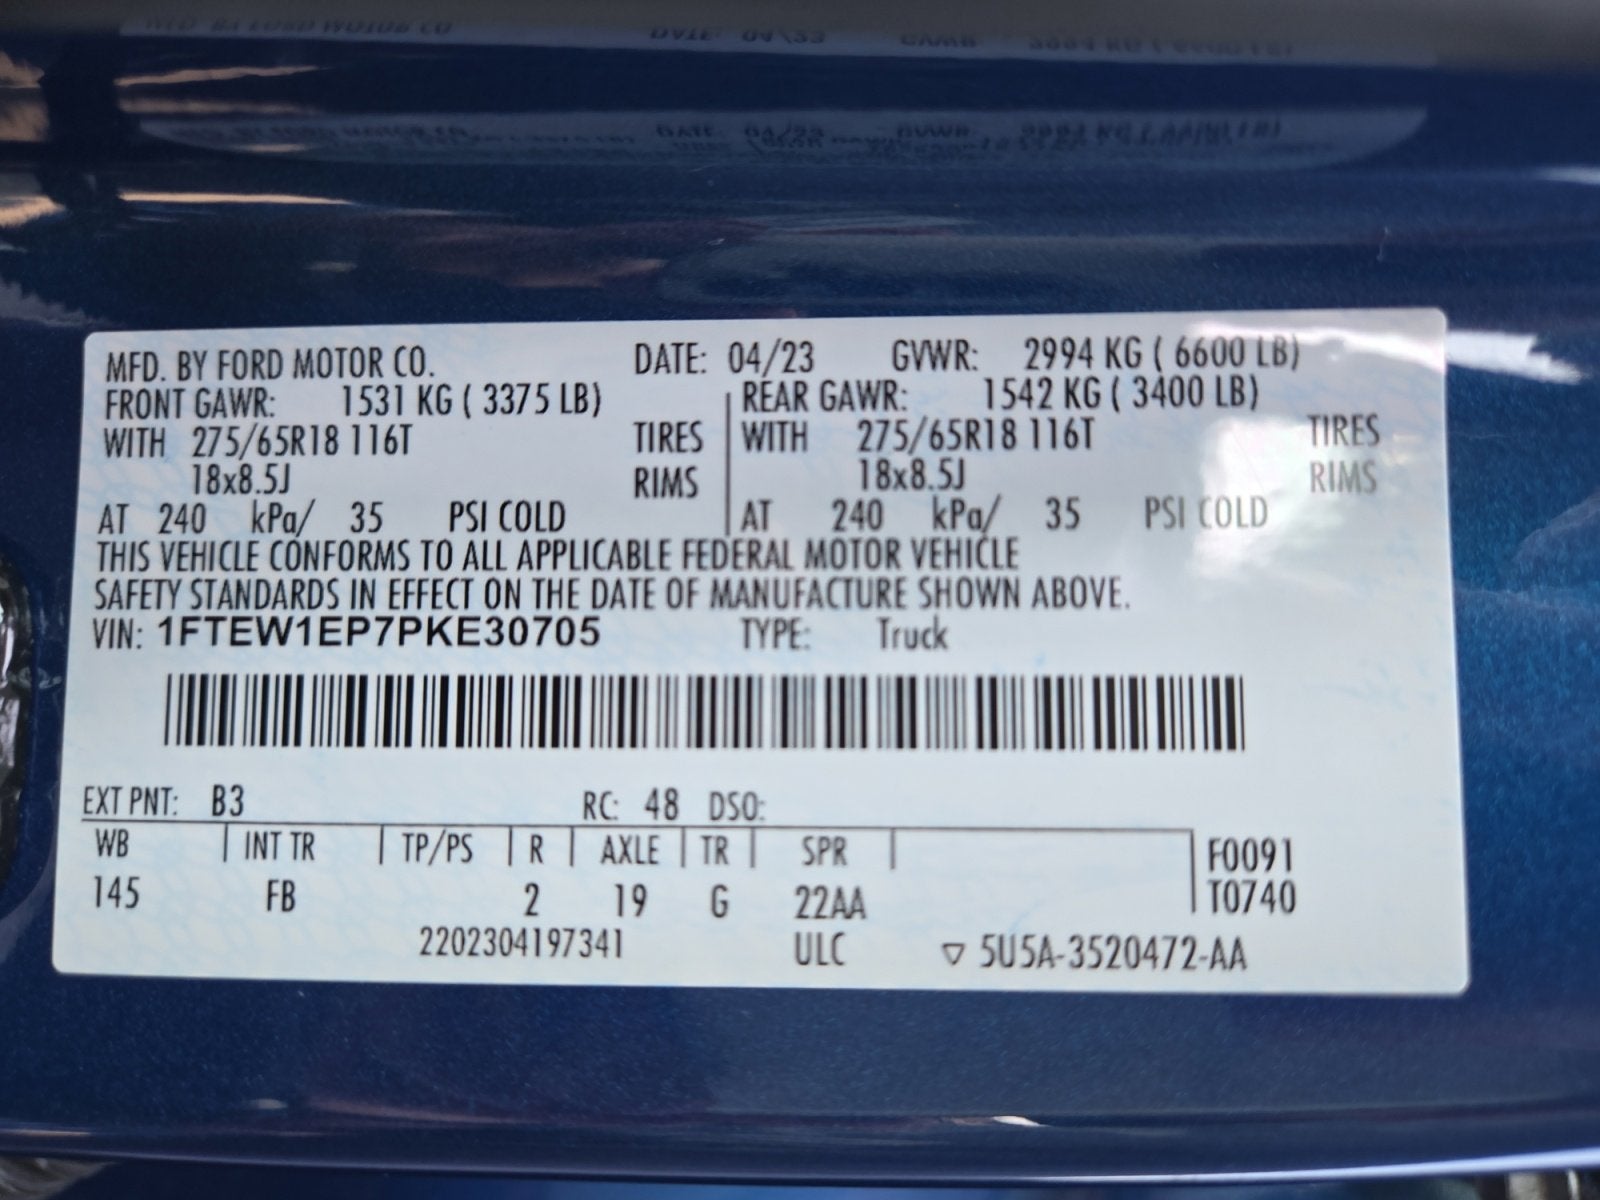 MFD. BY FORD MOTOR CO. DATE: 04/23 GVWR: 2994 KG ( 6600 LB)
FRONT GAWR: 1531 KG ( 3375 LB) REAR GAWR: 1542 KG ( 3400 LB)
WITH 275/65R18 116T TIRES WITH 275/65R18 116T TIRES
18x8.5J RIMS 18x8.5J RIMS
AT 240 kPa/ 35 PSI COLD AT 240 kPa/ 35 PSI COLD
THIS VEHICLE CONFORMS TO ALL APPLICABLE FEDERAL MOTOR VEHICLE
SAFETY STANDARDS IN EFFECT ON THE DATE OF MANUFACTURE SHOWN ABOVE.
VIN: 1FTEW1EP7PKE30705 TYPE: Truck
EXT PNT: B3 RC: 48 DSO:
WB INT TR TP/PS R AXLE TR SPR F0091
145 FB 2 19 G 22AA T0740
2202304197341 ULC ▽ 5U5A-3520472-AA